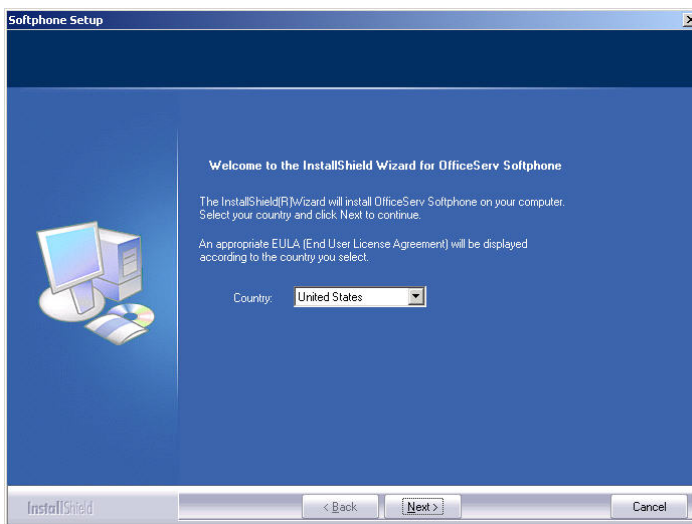 Softphone Setup
Welcome to the InstallShield Wizard for OfficeServ Softphone
The InstallShield(R)Wizard will install OfficeServ Softphone on your computer.
Select your country and click Next to continue.
An appropriate EULA (End User License Agreement) will be displayed
according to the country you select.
Country: United States
InstallShield
< Back Next > Cancel